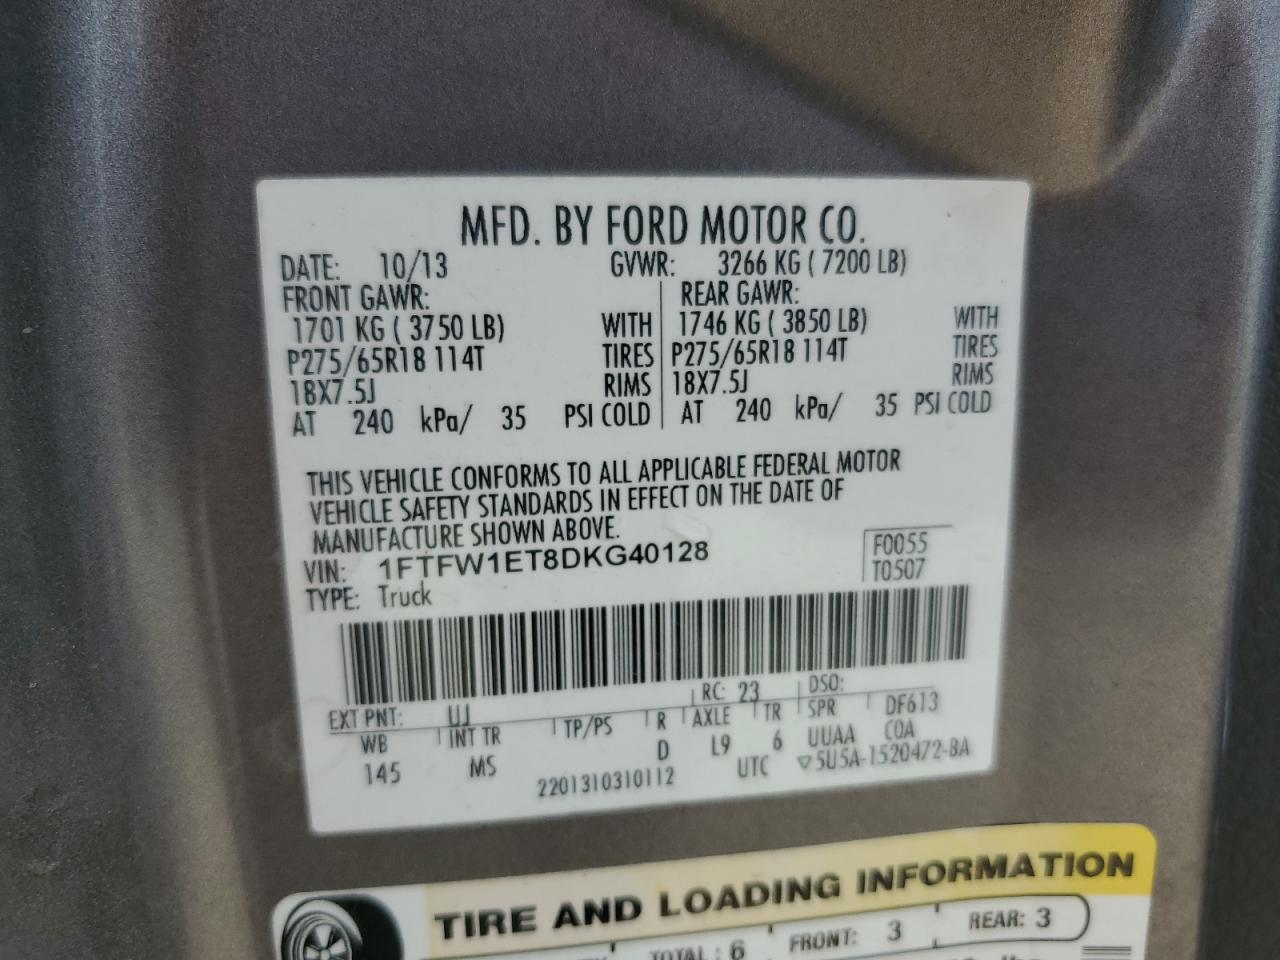 MFD. BY FORD MOTOR CO.
DATE: 10/13 GVWR: 3266 KG ( 7200 LB)
FRONT GAWR: REAR GAWR:
1701 KG ( 3750 LB) WITH 1746 KG ( 3850 LB) WITH
P275/65R18 114T TIRES P275/65R18 114T TIRES
18X7.5J RIMS 18X7.5J RIMS
AT 240 kPa/ 35 PSI COLD AT 240 kPa/ 35 PSI COLD
THIS VEHICLE CONFORMS TO ALL APPLICABLE FEDERAL MOTOR
VEHICLE SAFETY STANDARDS IN EFFECT ON THE DATE OF
MANUFACTURE SHOWN ABOVE.
VIN: 1FTFW1ET8DKG40128 F0055
TYPE: Truck T0507
EXT PNT: UJ RC: 23 DSO:
WB INT TR TP/PS R AXLE TR SPR DF613
145 MS D L9 6 UUAA COA
2201310310112 UTC ▽5U5A-1520472-BA
TIRE AND LOADING INFORMATION
TOTAL: 6 FRONT: 3 REAR: 3